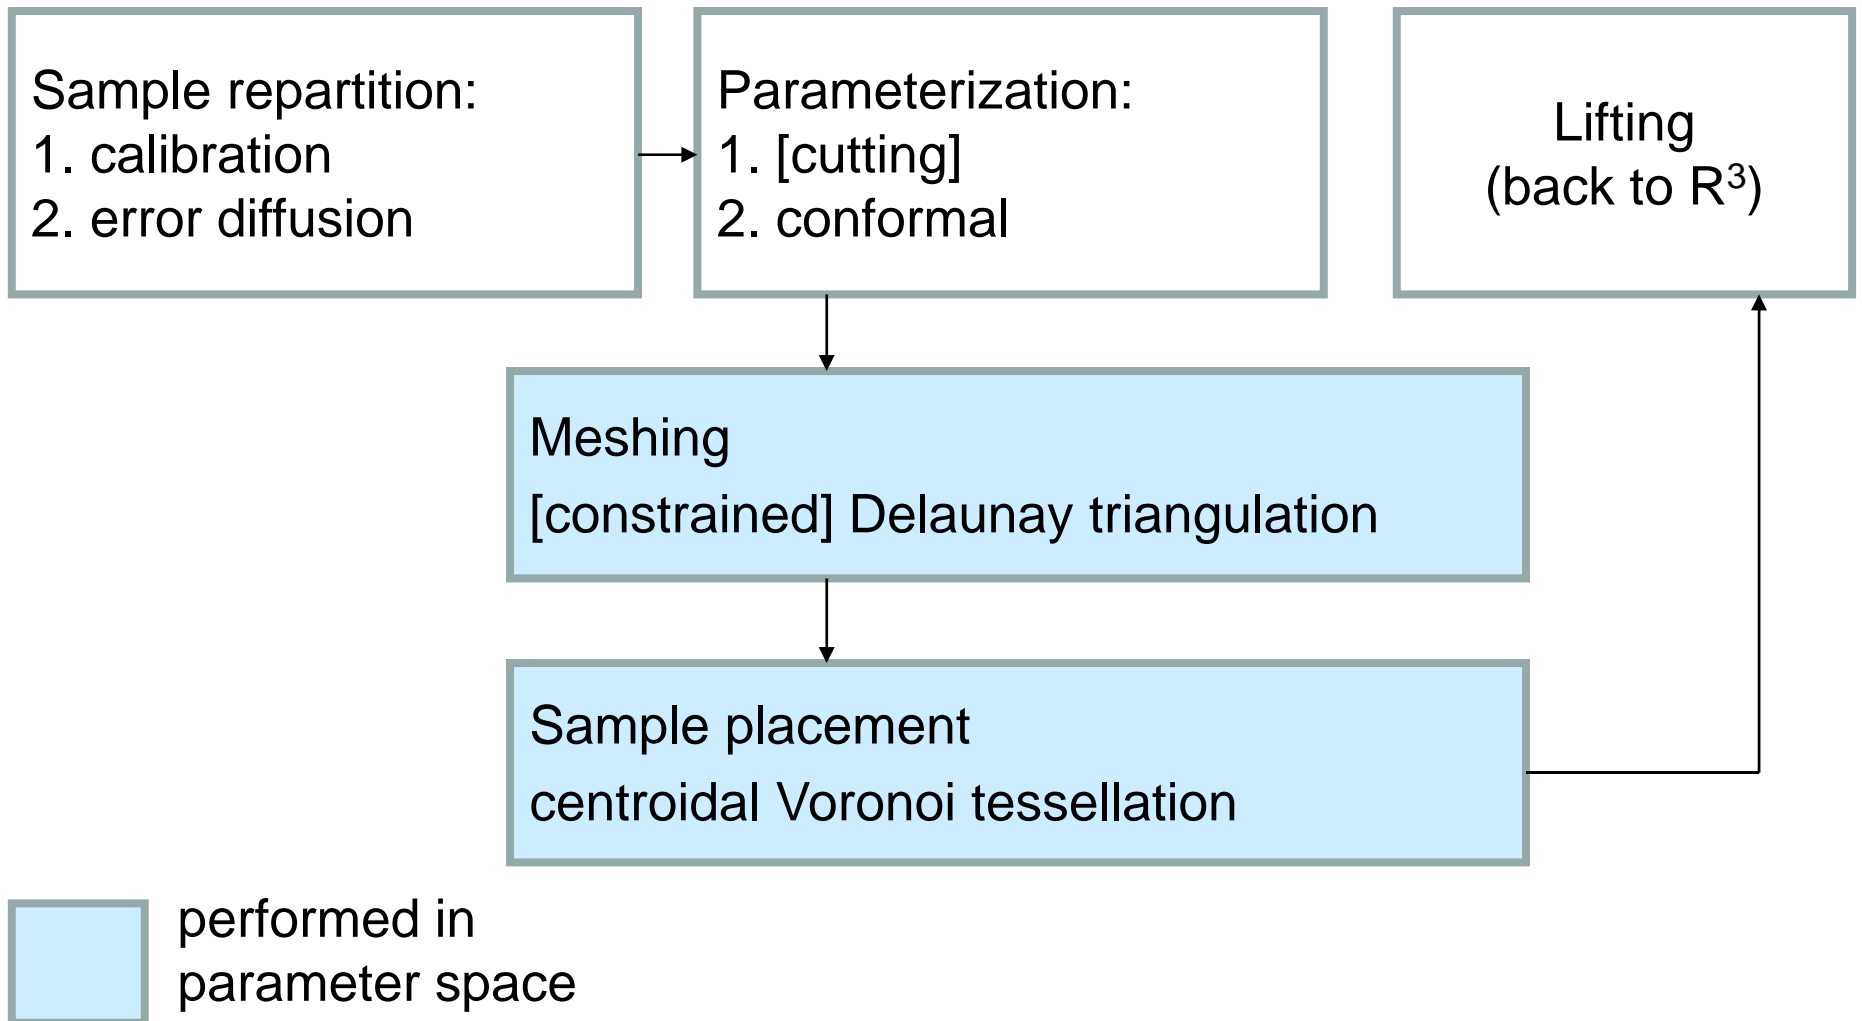 Sample repartition:
1. calibration
2. error diffusion
Parameterization:
1. [cutting]
2. conformal
Lifting
(back to R³)
Meshing
[constrained] Delaunay triangulation
Sample placement
centroidal Voronoi tessellation
performed in
parameter space